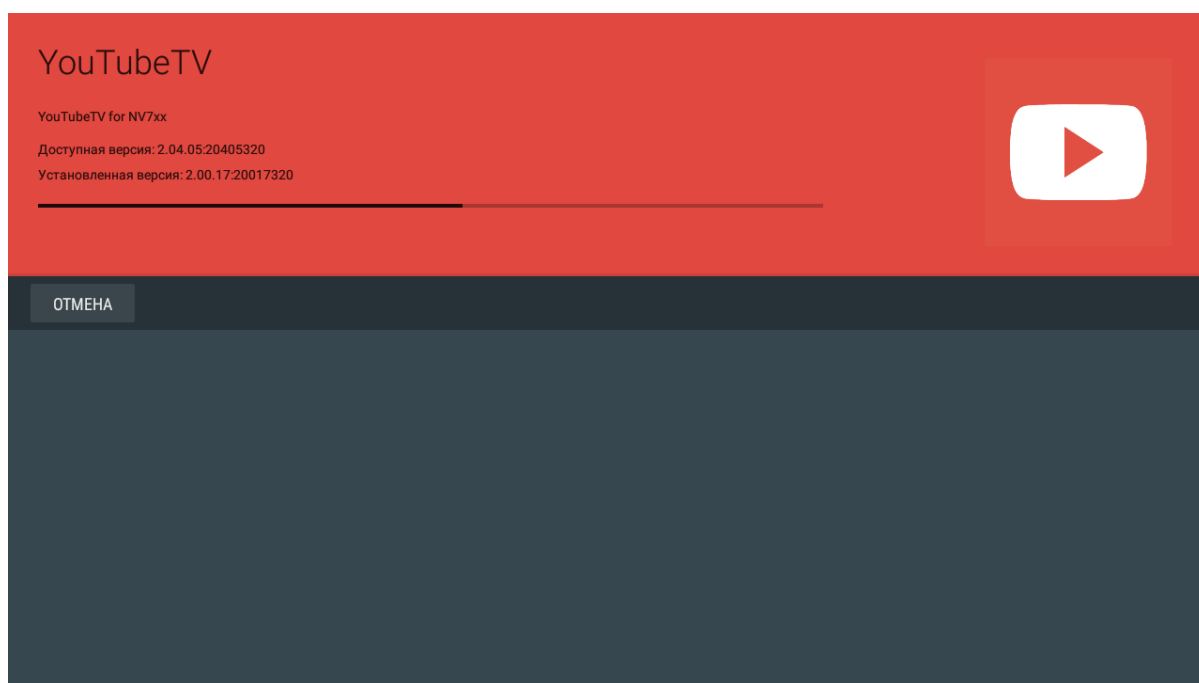 YouTubeTV
YouTubeTV for NV7xx
Доступная версия: 2.04.05:20405320
Установленная версия: 2.00.17:20017320
ОТМЕНА